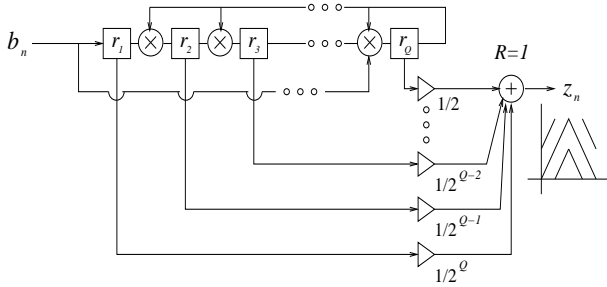 R=1
b_n r_1 r_2 r_3 r_Q
1/2 z_n
1/2^{Q-2}
1/2^{Q-1}
1/2^Q